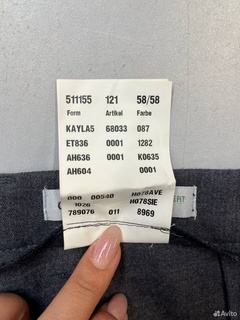 511155 121 58/58
Form Artikel Farbe
KAYLA5 68033 087
ET836 0001 1282
AH636 0001 K0635
AH604 0001
000 00540 H078AVE
1026 H078SIE
789076 011 8969
Avito